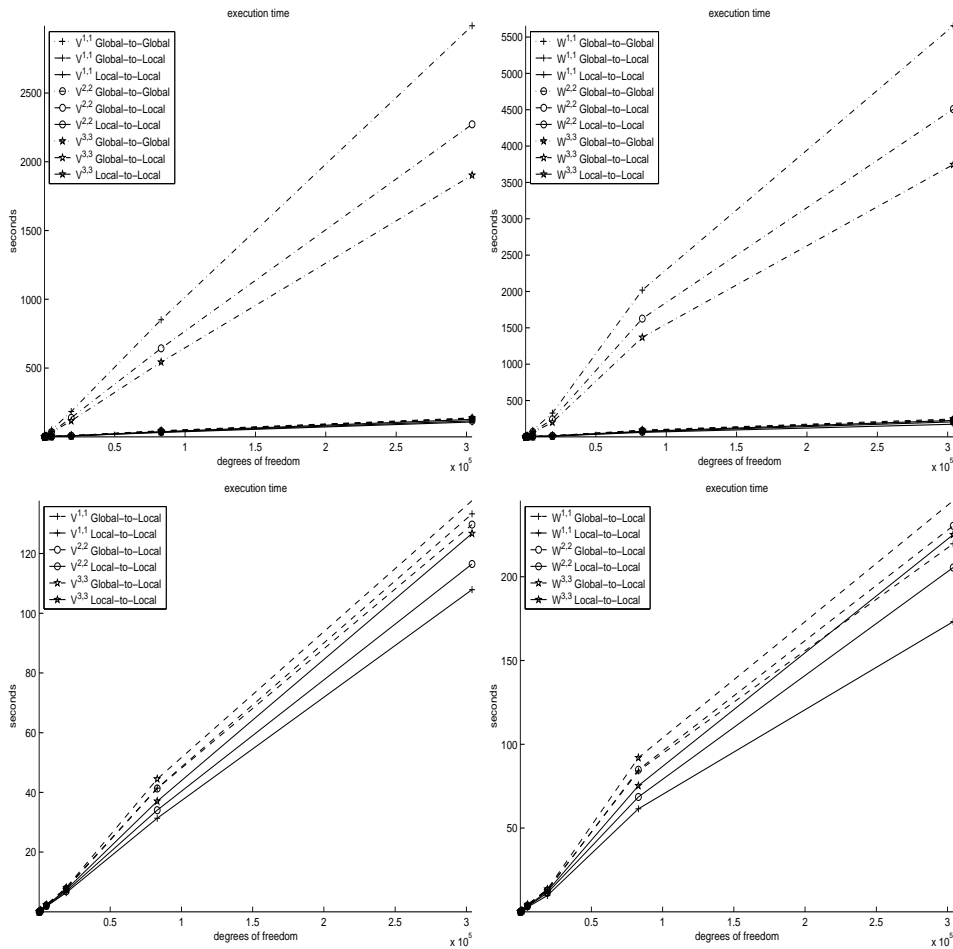 execution time
V1,1 Global-to-Global
V1,1 Global-to-Local
V1,1 Local-to-Local
V2,2 Global-to-Global
V2,2 Global-to-Local
V2,2 Local-to-Local
V3,3 Global-to-Global
V3,3 Global-to-Local
V3,3 Local-to-Local
2500
2000
1500
1000
500
seconds
0.5
1
1.5
2
2.5
3
x 10^5
degrees of freedom
execution time
W1,1 Global-to-Global
W1,1 Global-to-Local
W1,1 Local-to-Local
W2,2 Global-to-Global
W2,2 Global-to-Local
W2,2 Local-to-Local
W3,3 Global-to-Global
W3,3 Global-to-Local
W3,3 Local-to-Local
5500
5000
4500
4000
3500
3000
2500
2000
1500
1000
500
seconds
0.5
1
1.5
2
2.5
3
x 10^5
degrees of freedom
execution time
V1,1 Global-to-Local
V1,1 Local-to-Local
V2,2 Global-to-Local
V2,2 Local-to-Local
V3,3 Global-to-Local
V3,3 Local-to-Local
120
100
80
60
40
20
seconds
0.5
1
1.5
2
2.5
3
x 10^5
degrees of freedom
execution time
W1,1 Global-to-Local
W1,1 Local-to-Local
W2,2 Global-to-Local
W2,2 Local-to-Local
W3,3 Global-to-Local
W3,3 Local-to-Local
200
150
100
50
seconds
0.5
1
1.5
2
2.5
3
x 10^5
degrees of freedom